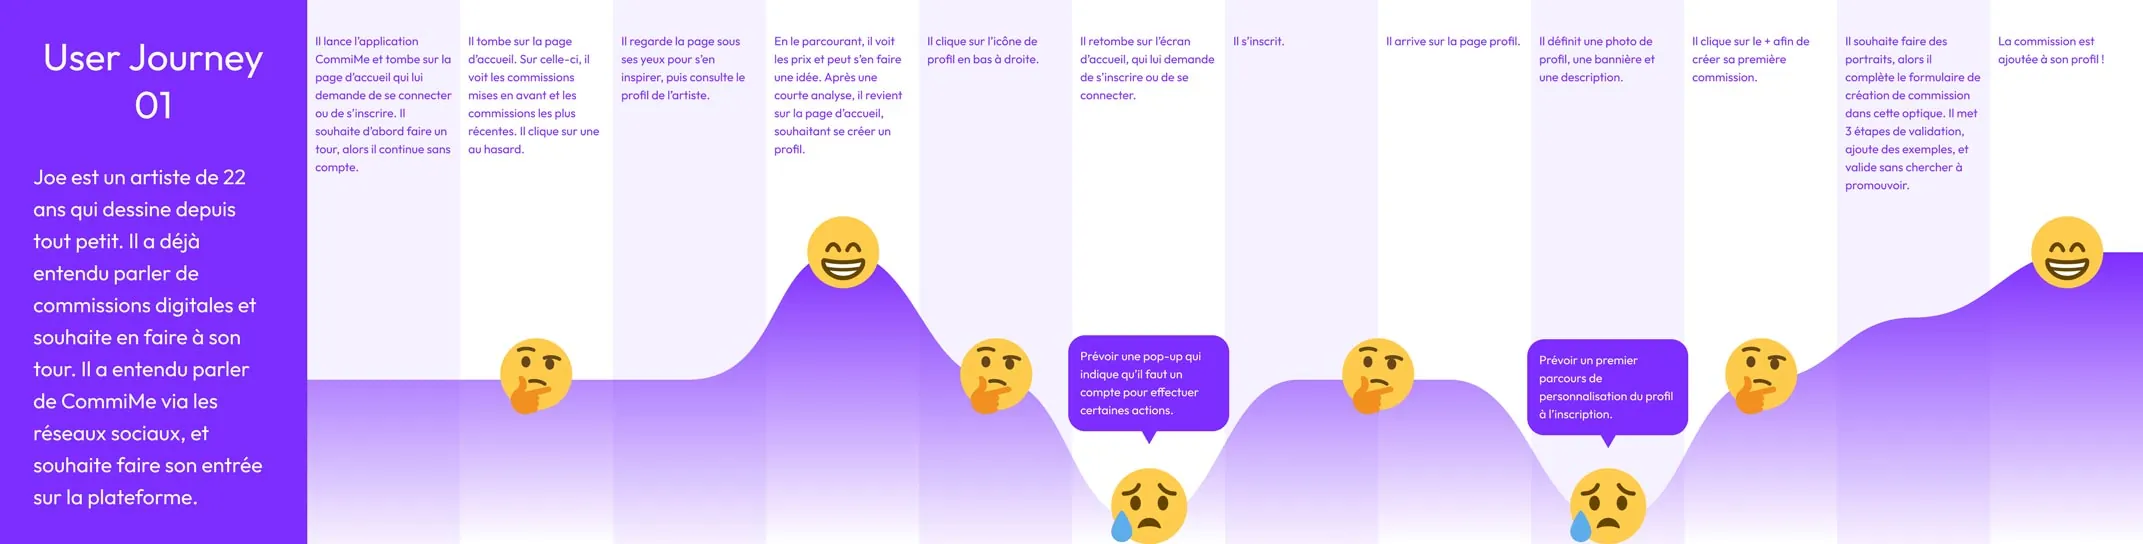 User Journey
01
Joe est un artiste de 22
ans qui dessine depuis
tout petit. Il a déjà
entendu parler de
commissions digitales et
souhaite en faire à son
tour. Il a entendu parler
de CommiMe via les
réseaux sociaux, et
souhaite faire son entrée
sur la plateforme.
Il lance l'application
CommiMe et tombe sur la
page d'accueil qui lui
demande de se connecter
ou de s'inscrire. Il
souhaite d'abord faire un
tour, alors il continue sans
compte.
Il tombe sur la page
d'accueil. Sur celle-ci, il
voit les commissions
mises en avant et les
commissions les plus
récentes. Il clique sur une
au hasard.
Il regarde la page sous
ses yeux pour s'en
inspirer, puis consulte le
profil de l'artiste.
En le parcourant, il voit
les prix et peut s'en faire
une idée. Après une
courte analyse, il revient
sur la page d'accueil,
souhaitant se créer un
profil.
Il clique sur l'icône de
profil en bas à droite.
Il retombe sur l'écran
d'accueil, qui lui demande
de s'inscrire ou de se
connecter.
Prévoir une pop-up qui
indique qu'il faut un
compte pour effectuer
certaines actions.
Il s'inscrit.
Il arrive sur la page profil.
Il définit une photo de
profil, une bannière et
une description.
Prévoir un premier
parcours de
personnalisation du profil
à l'inscription.
Il clique sur le + afin de
créer sa première
commission.
Il souhaite faire des
portraits, alors il
complète le formulaire de
création de commission
dans cette optique. Il met
3 étapes de validation,
ajoute des exemples, et
valide sans chercher à
promouvoir.
La commission est
ajoutée à son profil !